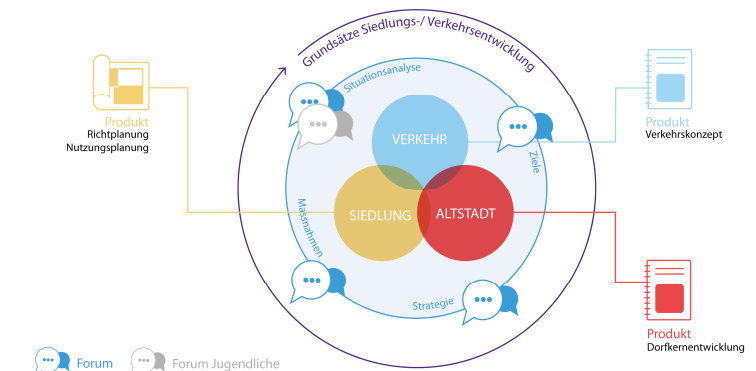 Grundsätze Siedlungs-/ Verkehrsentwicklung
Situationsanalyse
Ziele
Strategie
Massnahmen
VERKEHR
SIEDLUNG
ALTSTADT
Produkt
Richtplanung
Nutzungsplanung
Produkt
Verkehrskonzept
Produkt
Dorfkernentwicklung
Forum
Forum Jugendliche